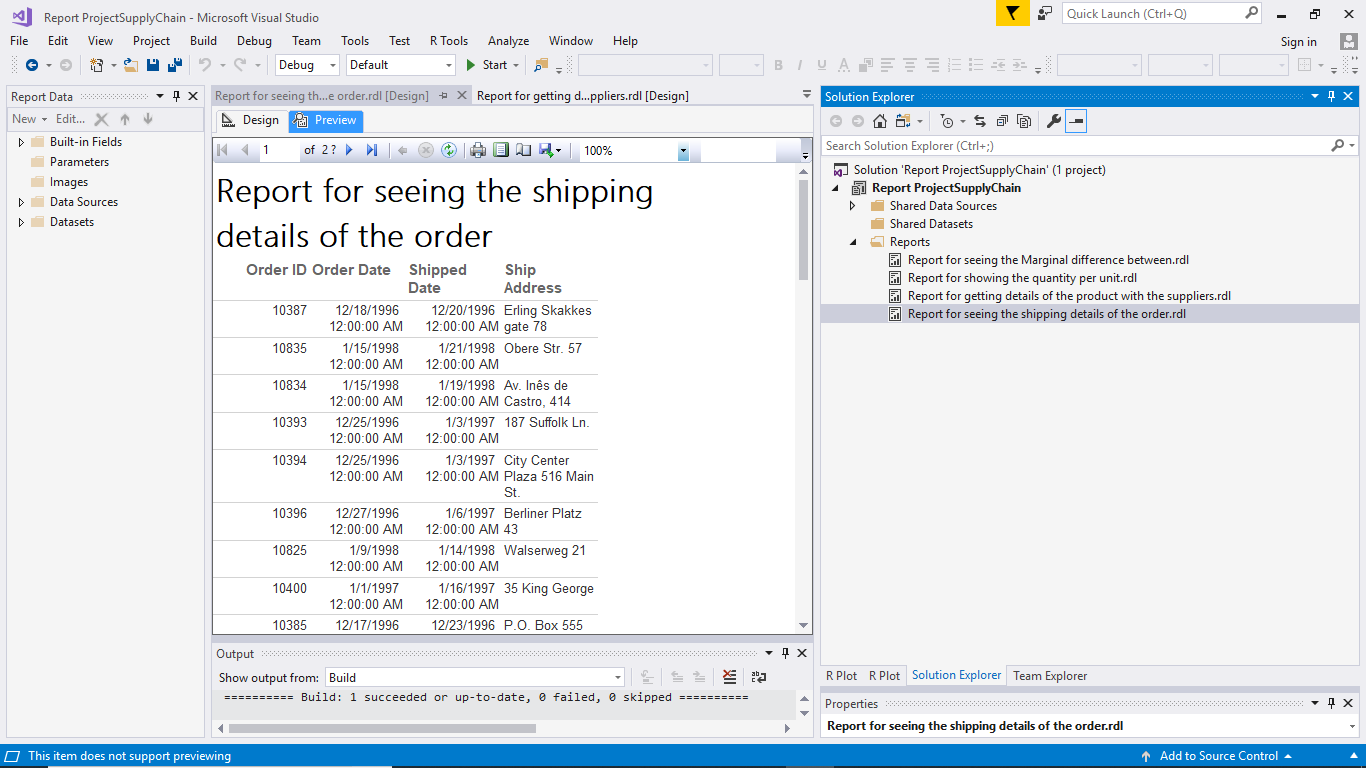 Report ProjectSupplyChain - Microsoft Visual Studio
Quick Launch (Ctrl+Q)
File Edit View Project Build Debug Team Tools Test R Tools Analyze Window Help
Sign in
Debug Default Start
Report Data
New Edit...
Built-in Fields
Parameters
Images
Data Sources
Datasets
Report for seeing th...e order.rdl [Design] Report for getting d...ppliers.rdl [Design]
Design Preview
1 of 2 ? 100%
Report for seeing the shipping
details of the order
Order ID Order Date Shipped Date Ship Address
10387 12/18/1996 12/20/1996 Erling Skakkes
12:00:00 AM 12:00:00 AM gate 78
10835 1/15/1998 1/21/1998 Obere Str. 57
12:00:00 AM 12:00:00 AM
10834 1/15/1998 1/19/1998 Av. Inês de
12:00:00 AM 12:00:00 AM Castro, 414
10393 12/25/1996 1/3/1997 187 Suffolk Ln.
12:00:00 AM 12:00:00 AM
10394 12/25/1996 1/3/1997 City Center
12:00:00 AM 12:00:00 AM Plaza 516 Main
St.
10396 12/27/1996 1/6/1997 Berliner Platz
12:00:00 AM 12:00:00 AM 43
10825 1/9/1998 1/14/1998 Walserweg 21
12:00:00 AM 12:00:00 AM
10400 1/1/1997 1/16/1997 35 King George
12:00:00 AM 12:00:00 AM
10385 12/17/1996 12/23/1996 P.O. Box 555
Output
Show output from: Build
========== Build: 1 succeeded or up-to-date, 0 failed, 0 skipped ==========
Solution Explorer
Search Solution Explorer (Ctrl+;)
Solution 'Report ProjectSupplyChain' (1 project)
Report ProjectSupplyChain
Shared Data Sources
Shared Datasets
Reports
Report for seeing the Marginal difference between.rdl
Report for showing the quantity per unit.rdl
Report for getting details of the product with the suppliers.rdl
Report for seeing the shipping details of the order.rdl
R Plot R Plot Solution Explorer Team Explorer
Properties
Report for seeing the shipping details of the order.rdl
This item does not support previewing
Add to Source Control